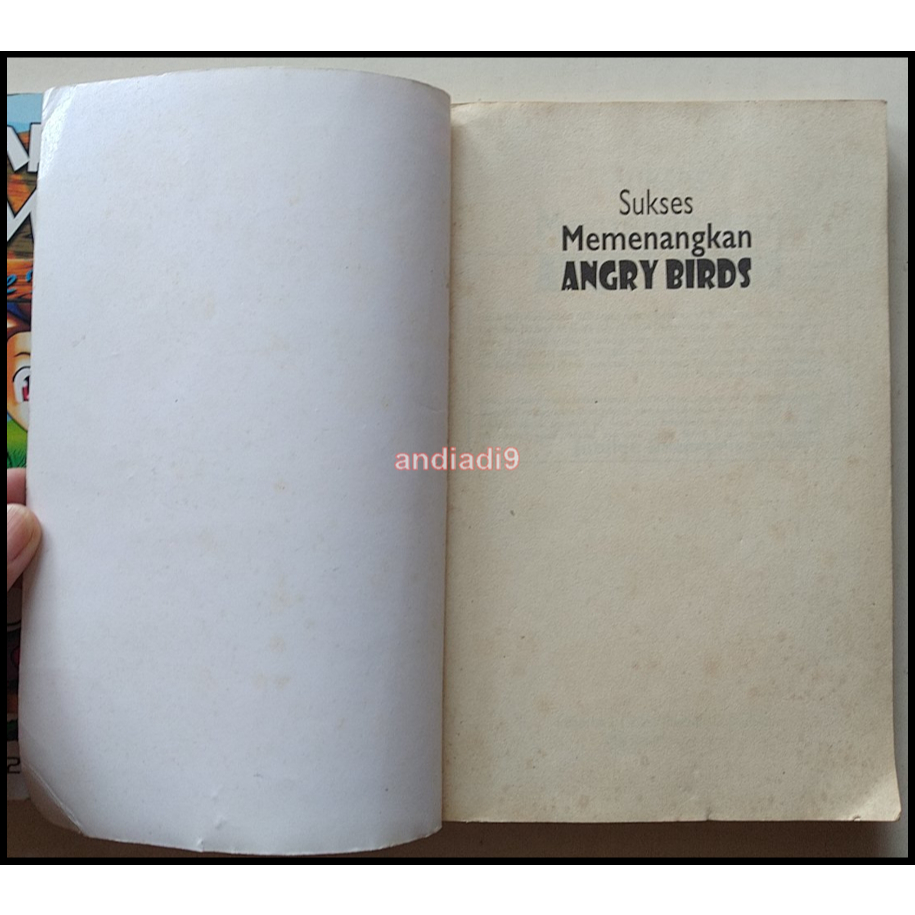 Sukses
Memenangkan
ANGRY BIRDS
andiadi9